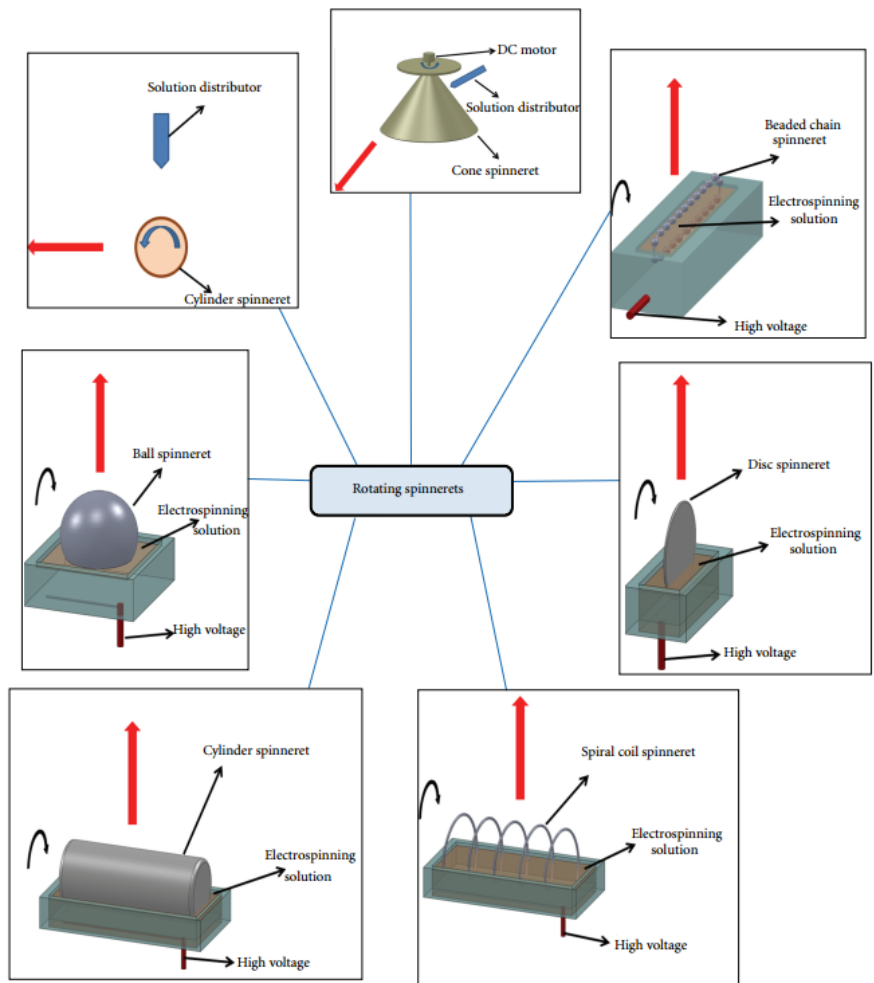 DC motor
Solution distributor
Cone spinneret
Solution distributor
Cylinder spinneret
Beaded chain
spinneret
Electrospinning
solution
High voltage
Ball spinneret
Electrospinning
solution
High voltage
Rotating spinnerets
Disc spinneret
Electrospinning
solution
High voltage
Cylinder spinneret
Electrospinning
solution
High voltage
Spiral coil spinneret
Electrospinning
solution
High voltage